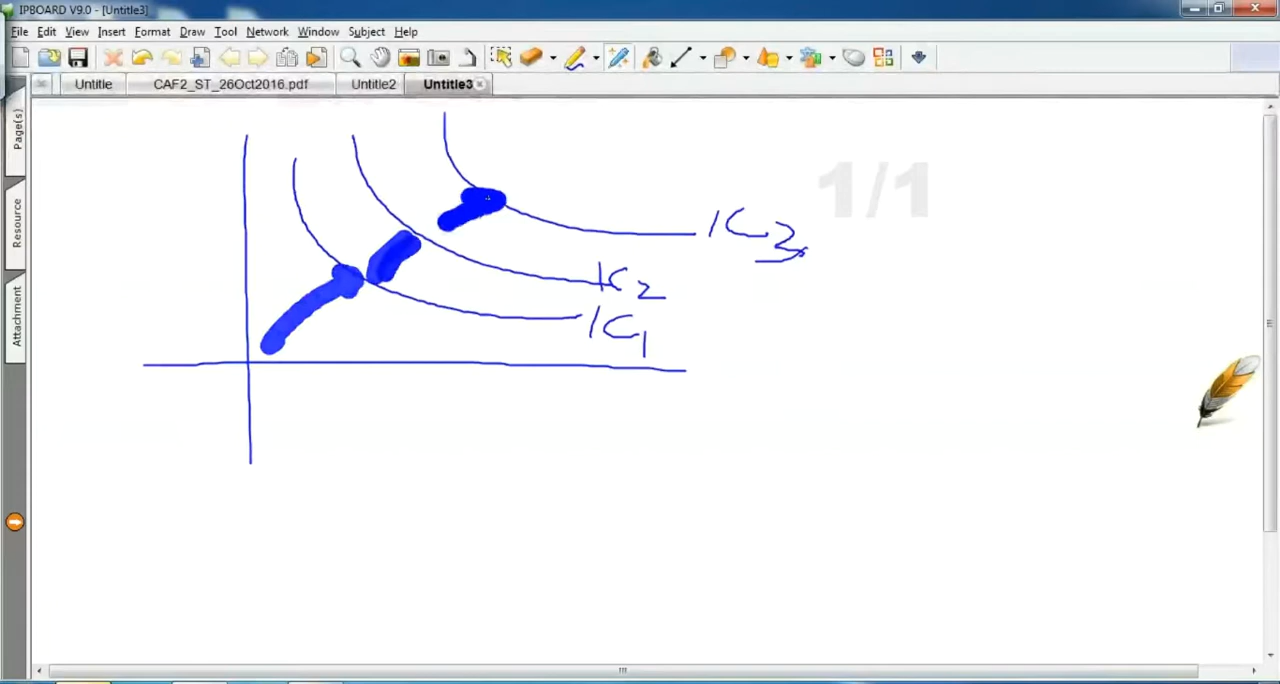 IPBOARD V9.0 - [Untitle3]
File Edit View Insert Format Draw Tool Network Window Subject Help
Untitle CAF2_ST_26Oct2016.pdf Untitle2 Untitle3
Page(s)
Resource
Attachment
1/1
IC3
IC2
IC1